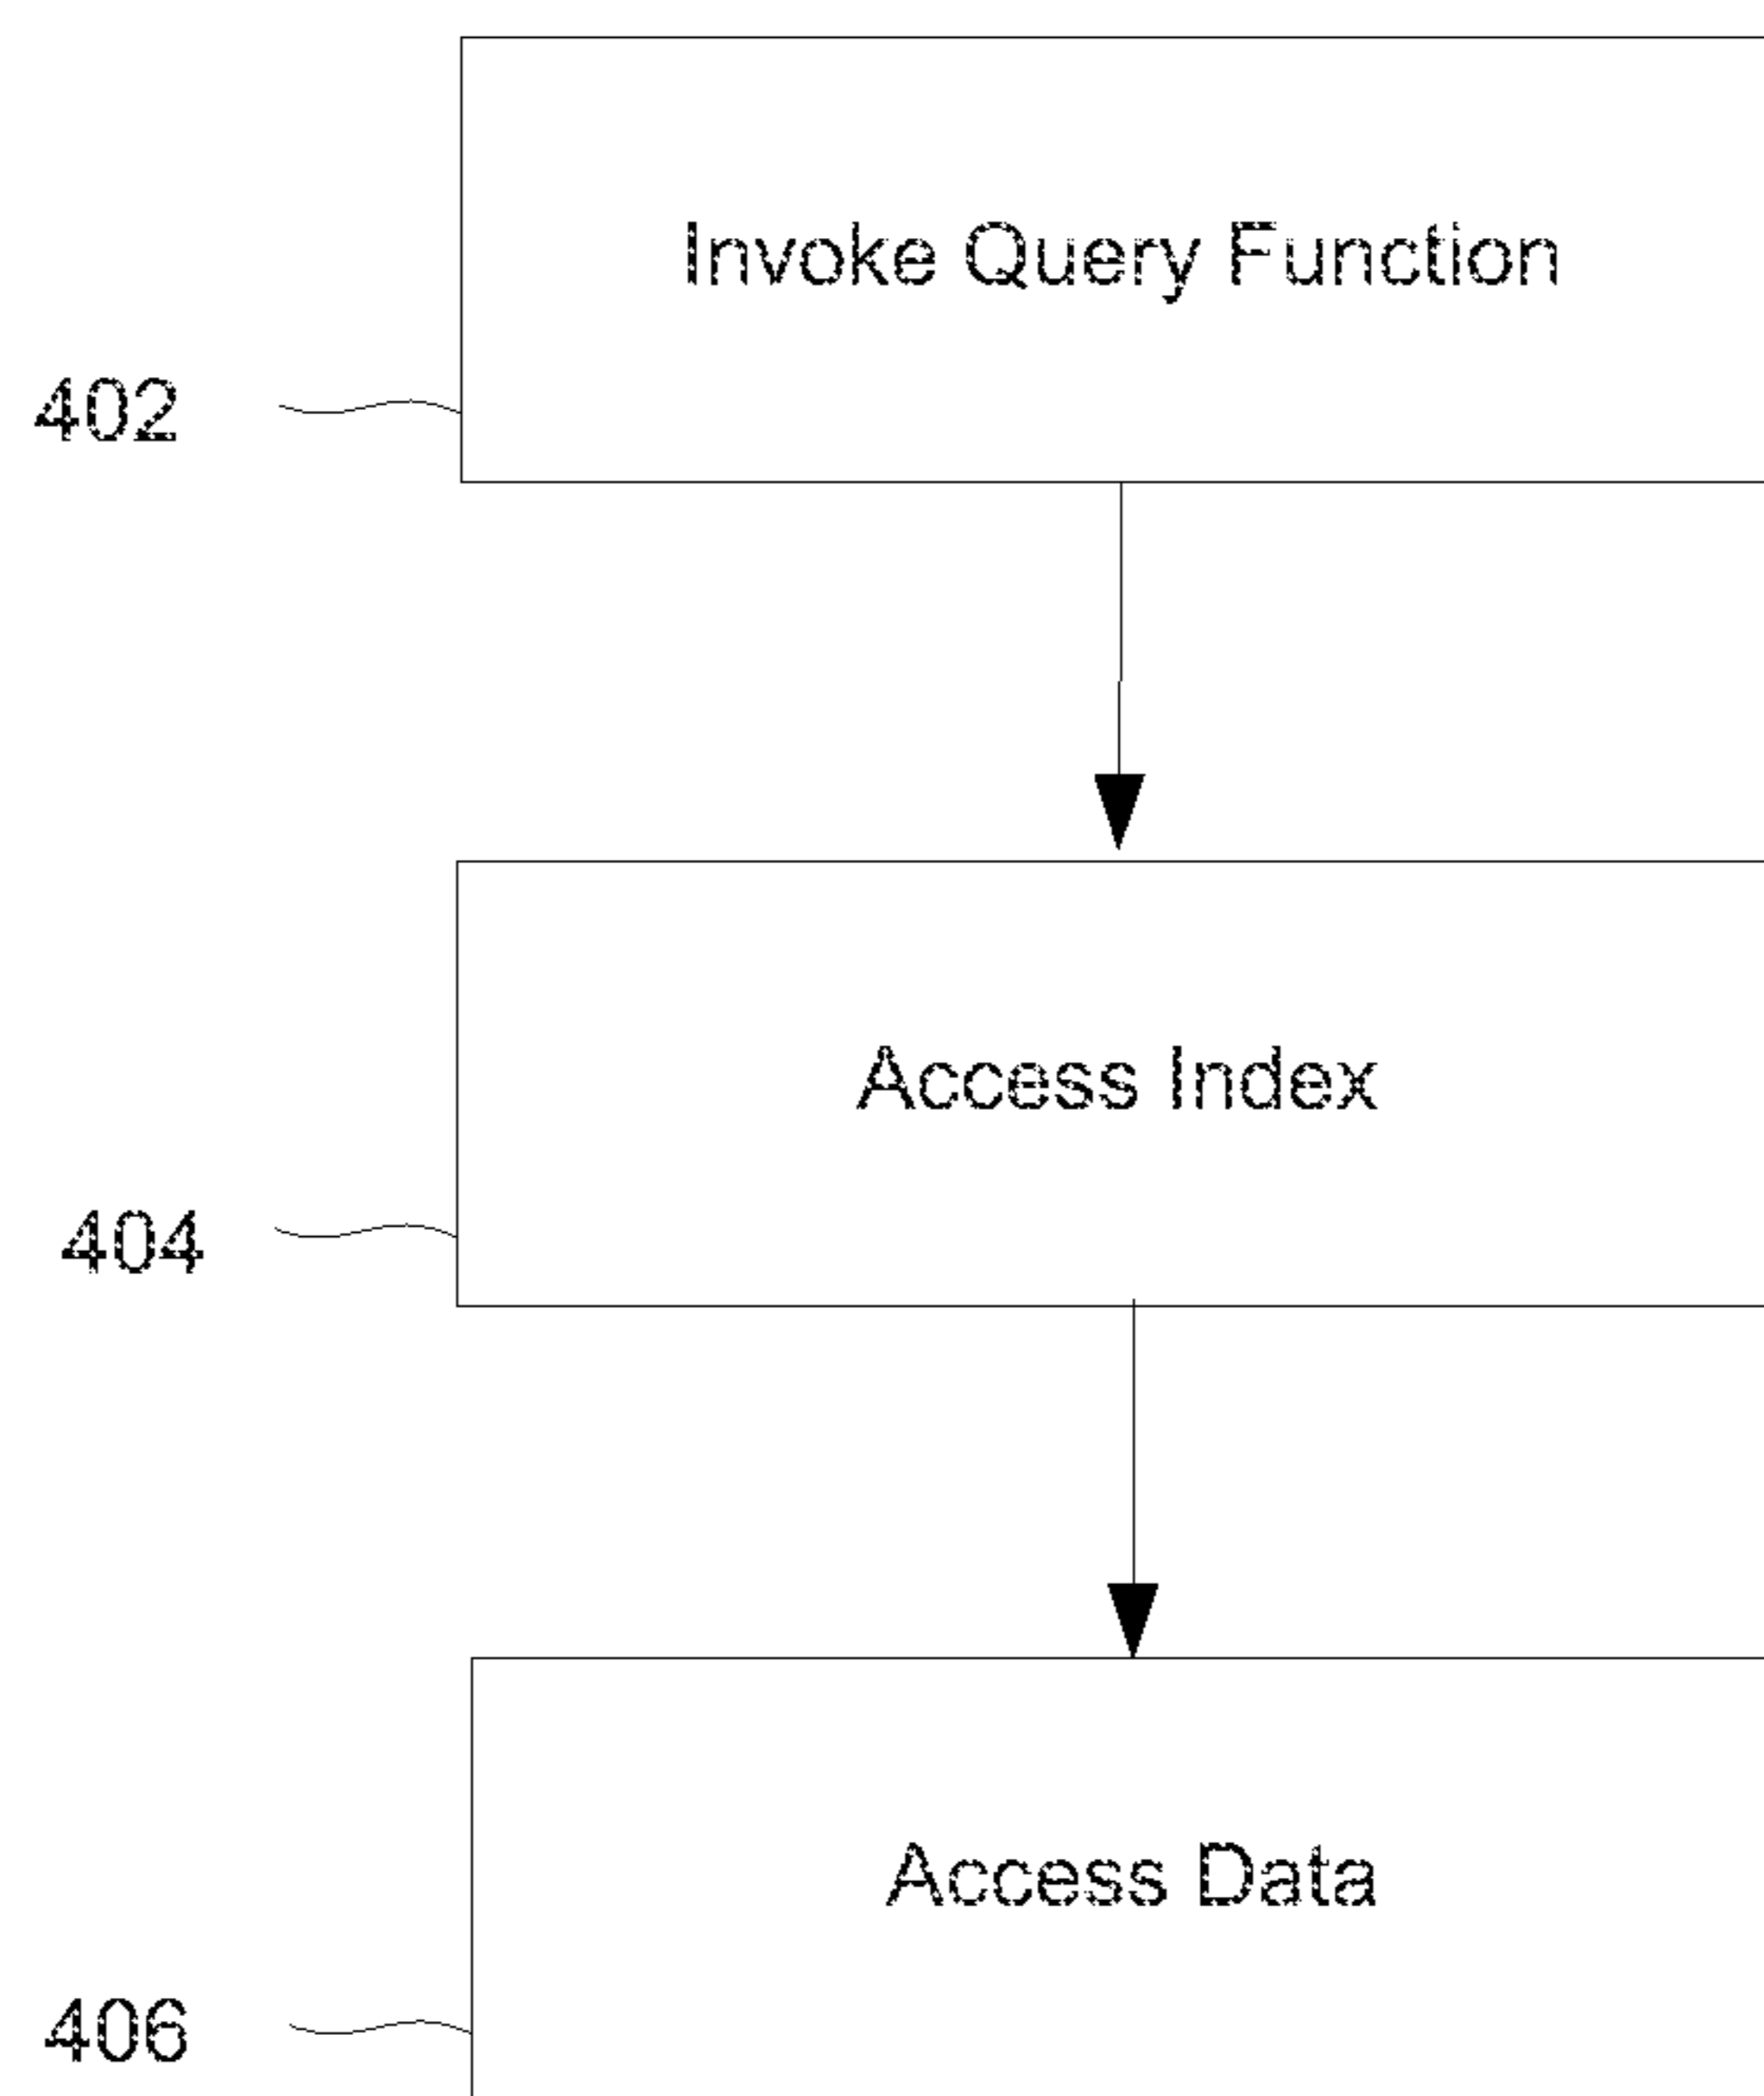 Invoke Query Function
402
Access Index
404
Access Data
406